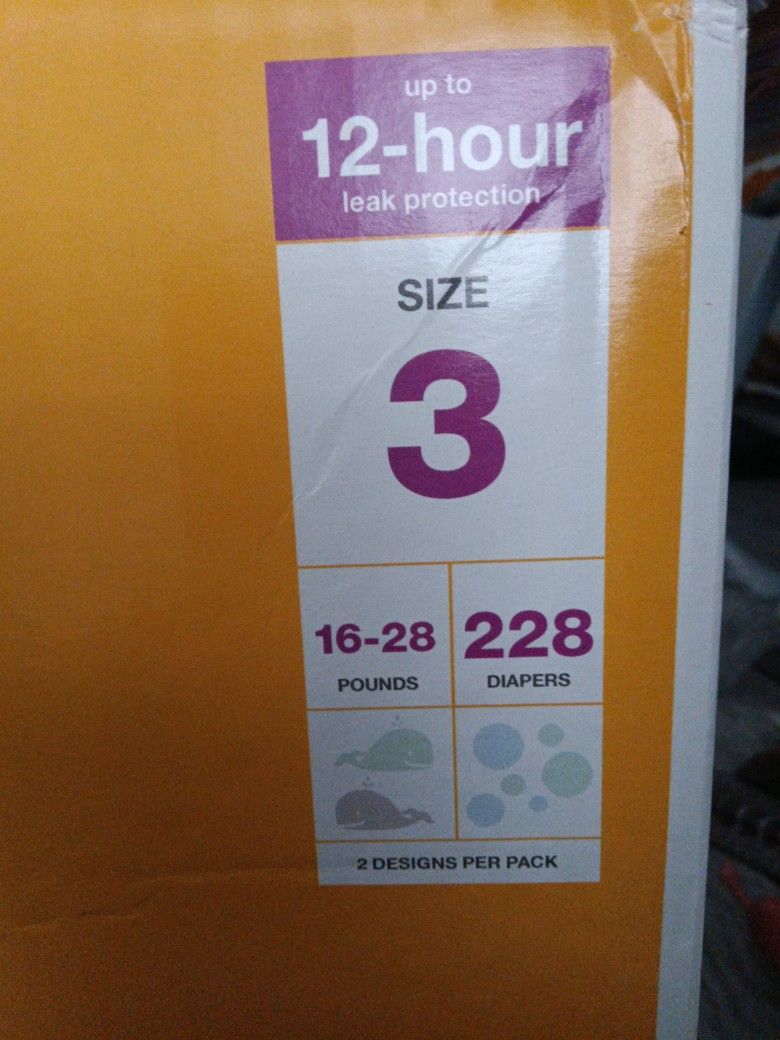 up to
12-hour
leak protection
SIZE
3
16-28
POUNDS
228
DIAPERS
2 DESIGNS PER PACK